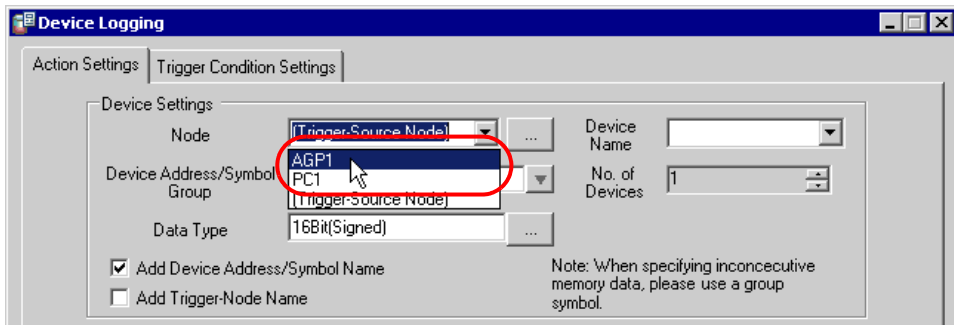 Device Logging
Action Settings Trigger Condition Settings
Device Settings
Node (Trigger-Source Node) ... Device Name
AGP1
PC1
(Trigger-Source Node)
Device Address/Symbol Group
No. of Devices 1
Data Type 16Bit(Signed) ...
Add Device Address/Symbol Name
Add Trigger-Node Name
Note: When specifying inconcecutive
memory data, please use a group
symbol.